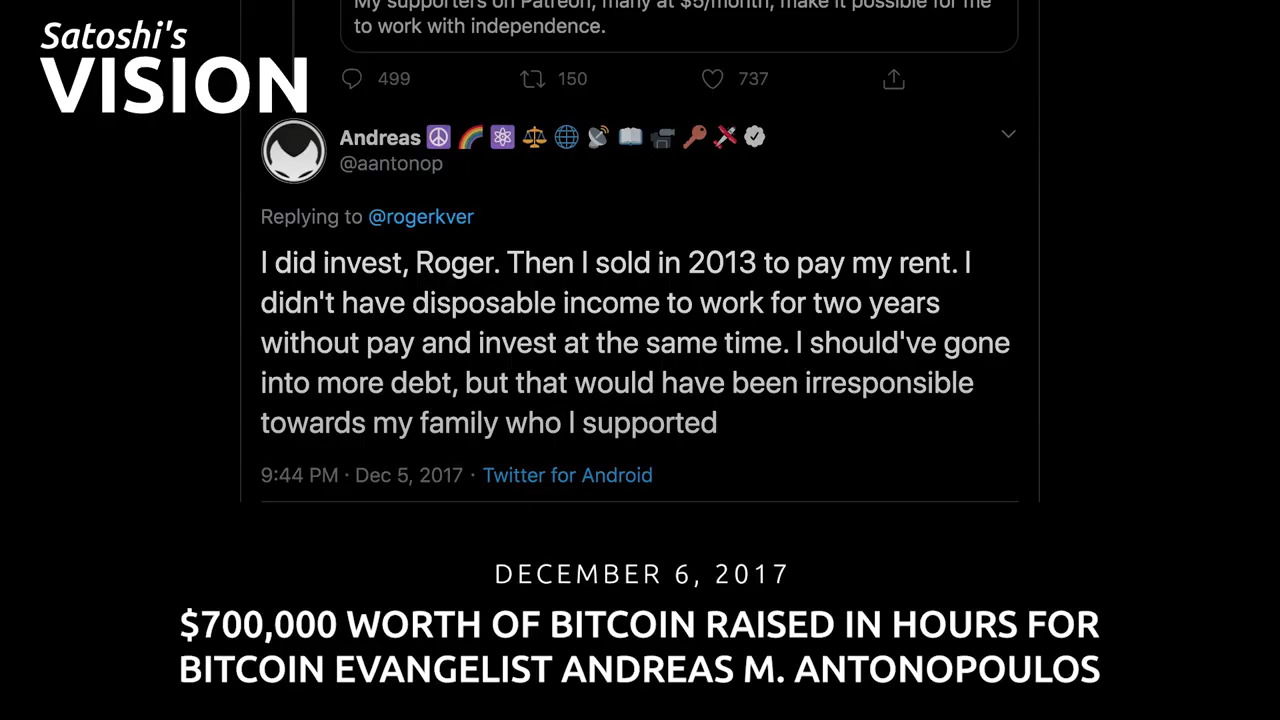 Satoshi's
VISION
My supporters on Patreon, many at $5/month, make it possible for me
to work with independence.
499 150 737
Andreas
@aantonop
Replying to @rogerkver
I did invest, Roger. Then I sold in 2013 to pay my rent. I
didn't have disposable income to work for two years
without pay and invest at the same time. I should've gone
into more debt, but that would have been irresponsible
towards my family who I supported
9:44 PM · Dec 5, 2017 · Twitter for Android
DECEMBER 6, 2017
$700,000 WORTH OF BITCOIN RAISED IN HOURS FOR
BITCOIN EVANGELIST ANDREAS M. ANTONOPOULOS